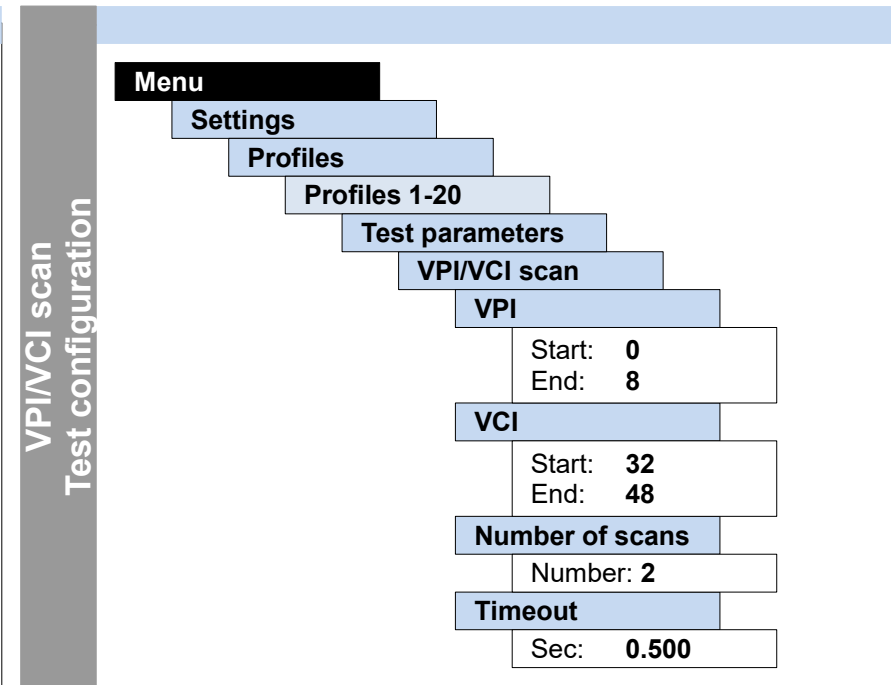 VPI/VCI scan
Test configuration
Menu
Settings
Profiles
Profiles 1-20
Test parameters
VPI/VCI scan
VPI
Start: 0
End: 8
VCI
Start: 32
End: 48
Number of scans
Number: 2
Timeout
Sec: 0.500